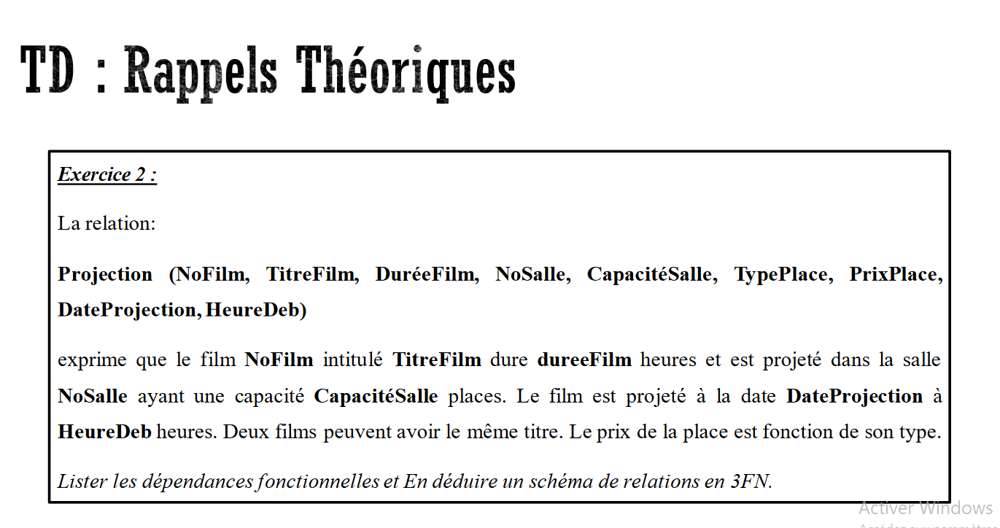 TD : Rappels Théoriques
Exercice 2 :
La relation:
Projection (NoFilm, TitreFilm, DuréeFilm, NoSalle, CapacitéSalle, TypePlace, PrixPlace,
DateProjection, HeureDeb)
exprime que le film NoFilm intitulé TitreFilm dure dureeFilm heures et est projeté dans la salle
NoSalle ayant une capacité CapacitéSalle places. Le film est projeté à la date DateProjection à
HeureDeb heures. Deux films peuvent avoir le même titre. Le prix de la place est fonction de son type.
Lister les dépendances fonctionnelles et En déduire un schéma de relations en 3FN.
Activer Windows